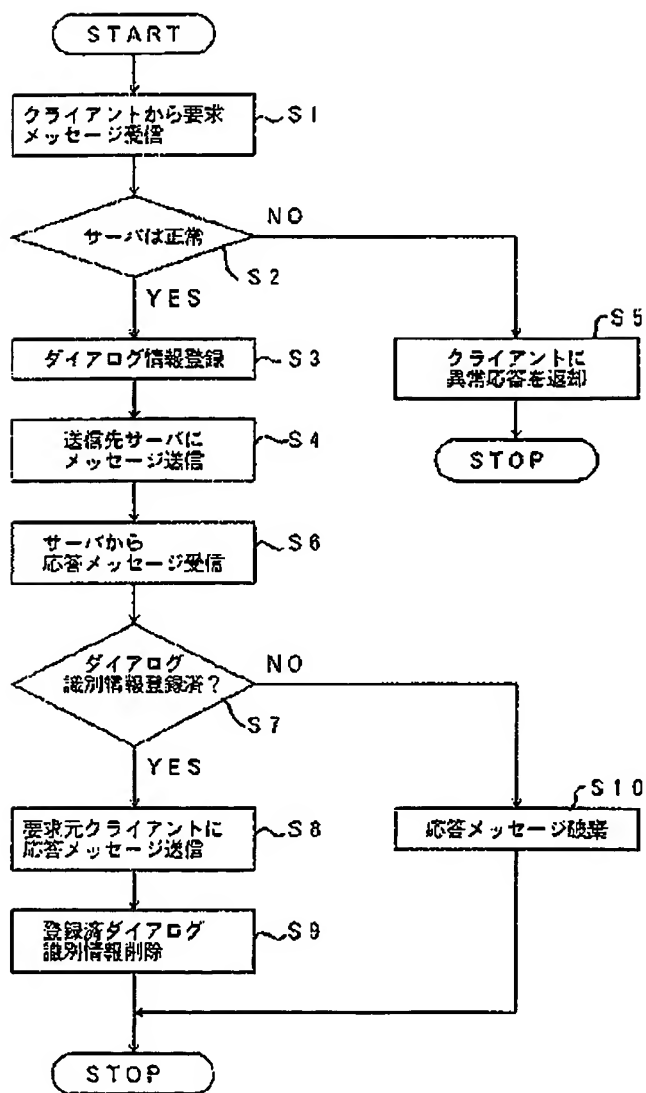 START
クライアントから要求
メッセージ受信
S1
サーバは正常
NO
S2
YES
S5
クライアントに
異常応答を返却
ダイアログ情報登録
S3
STOP
送信先サーバに
メッセージ送信
S4
サーバから
応答メッセージ受信
S6
ダイアログ
識別情報登録済?
NO
S7
YES
S10
応答メッセージ破棄
要求元クライアントに
応答メッセージ送信
S8
登録済ダイアログ
識別情報削除
S9
STOP